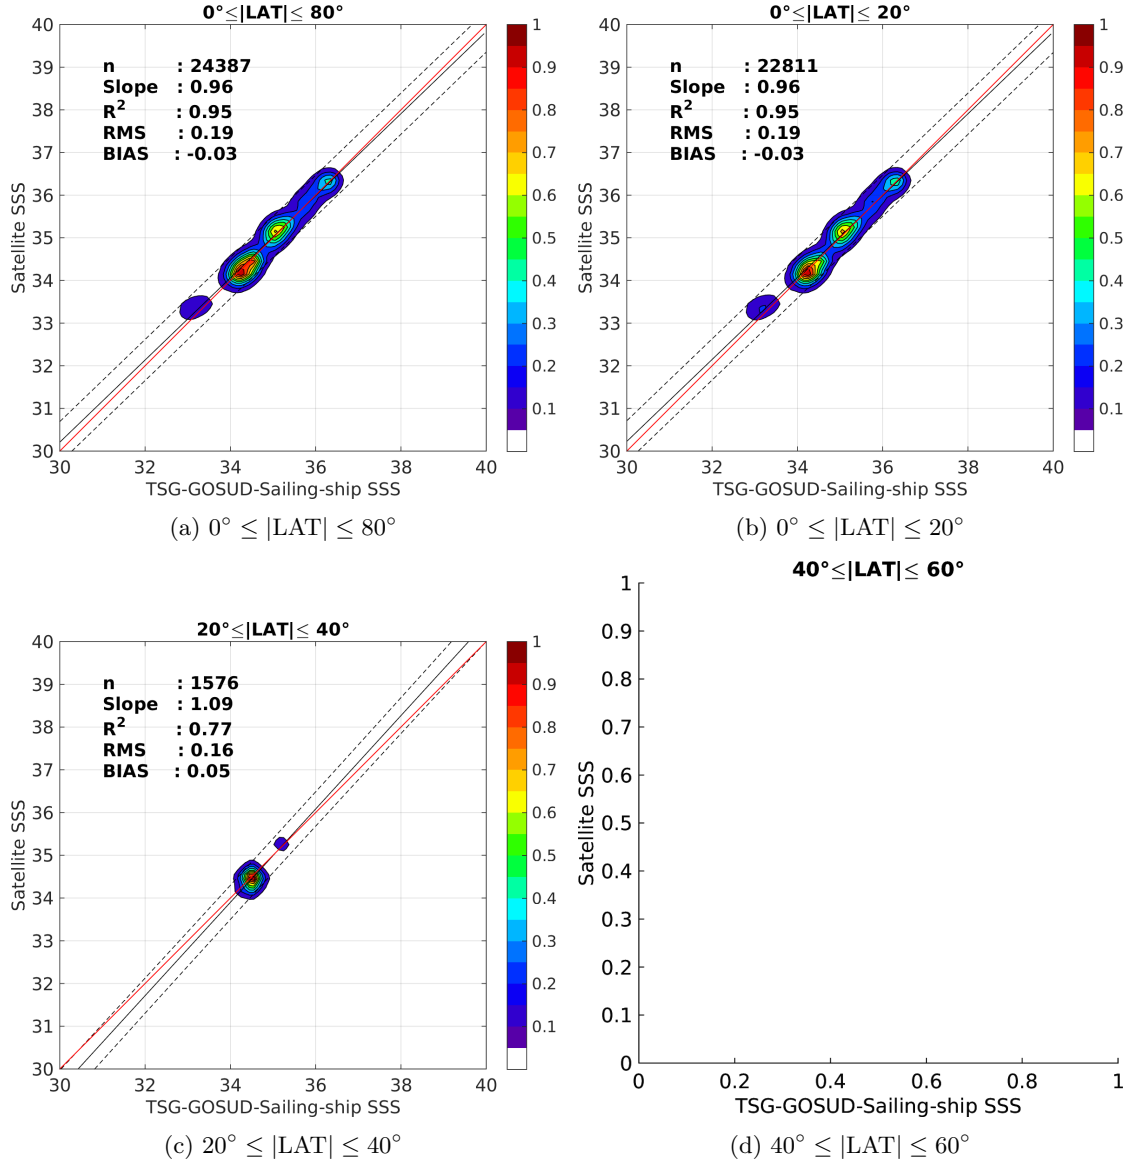 0°≤|LAT|≤ 80°
n : 24387
Slope : 0.96
R² : 0.95
RMS : 0.19
BIAS : -0.03
40
39
38
37
36
35
34
33
32
31
30
30 32 34 36 38 40
Satellite SSS
TSG-GOSUD-Sailing-ship SSS
1
0.9
0.8
0.7
0.6
0.5
0.4
0.3
0.2
0.1
(a) 0° ≤ |LAT| ≤ 80°
0°≤|LAT|≤ 20°
n : 22811
Slope : 0.96
R² : 0.95
RMS : 0.19
BIAS : -0.03
40
39
38
37
36
35
34
33
32
31
30
30 32 34 36 38 40
Satellite SSS
TSG-GOSUD-Sailing-ship SSS
1
0.9
0.8
0.7
0.6
0.5
0.4
0.3
0.2
0.1
(b) 0° ≤ |LAT| ≤ 20°
20°≤|LAT|≤ 40°
n : 1576
Slope : 1.09
R² : 0.77
RMS : 0.16
BIAS : 0.05
40
39
38
37
36
35
34
33
32
31
30
30 32 34 36 38 40
Satellite SSS
TSG-GOSUD-Sailing-ship SSS
1
0.9
0.8
0.7
0.6
0.5
0.4
0.3
0.2
0.1
(c) 20° ≤ |LAT| ≤ 40°
40°≤|LAT|≤ 60°
1
0.9
0.8
0.7
0.6
0.5
0.4
0.3
0.2
0.1
0
0 0.2 0.4 0.6 0.8 1
Satellite SSS
TSG-GOSUD-Sailing-ship SSS
(d) 40° ≤ |LAT| ≤ 60°